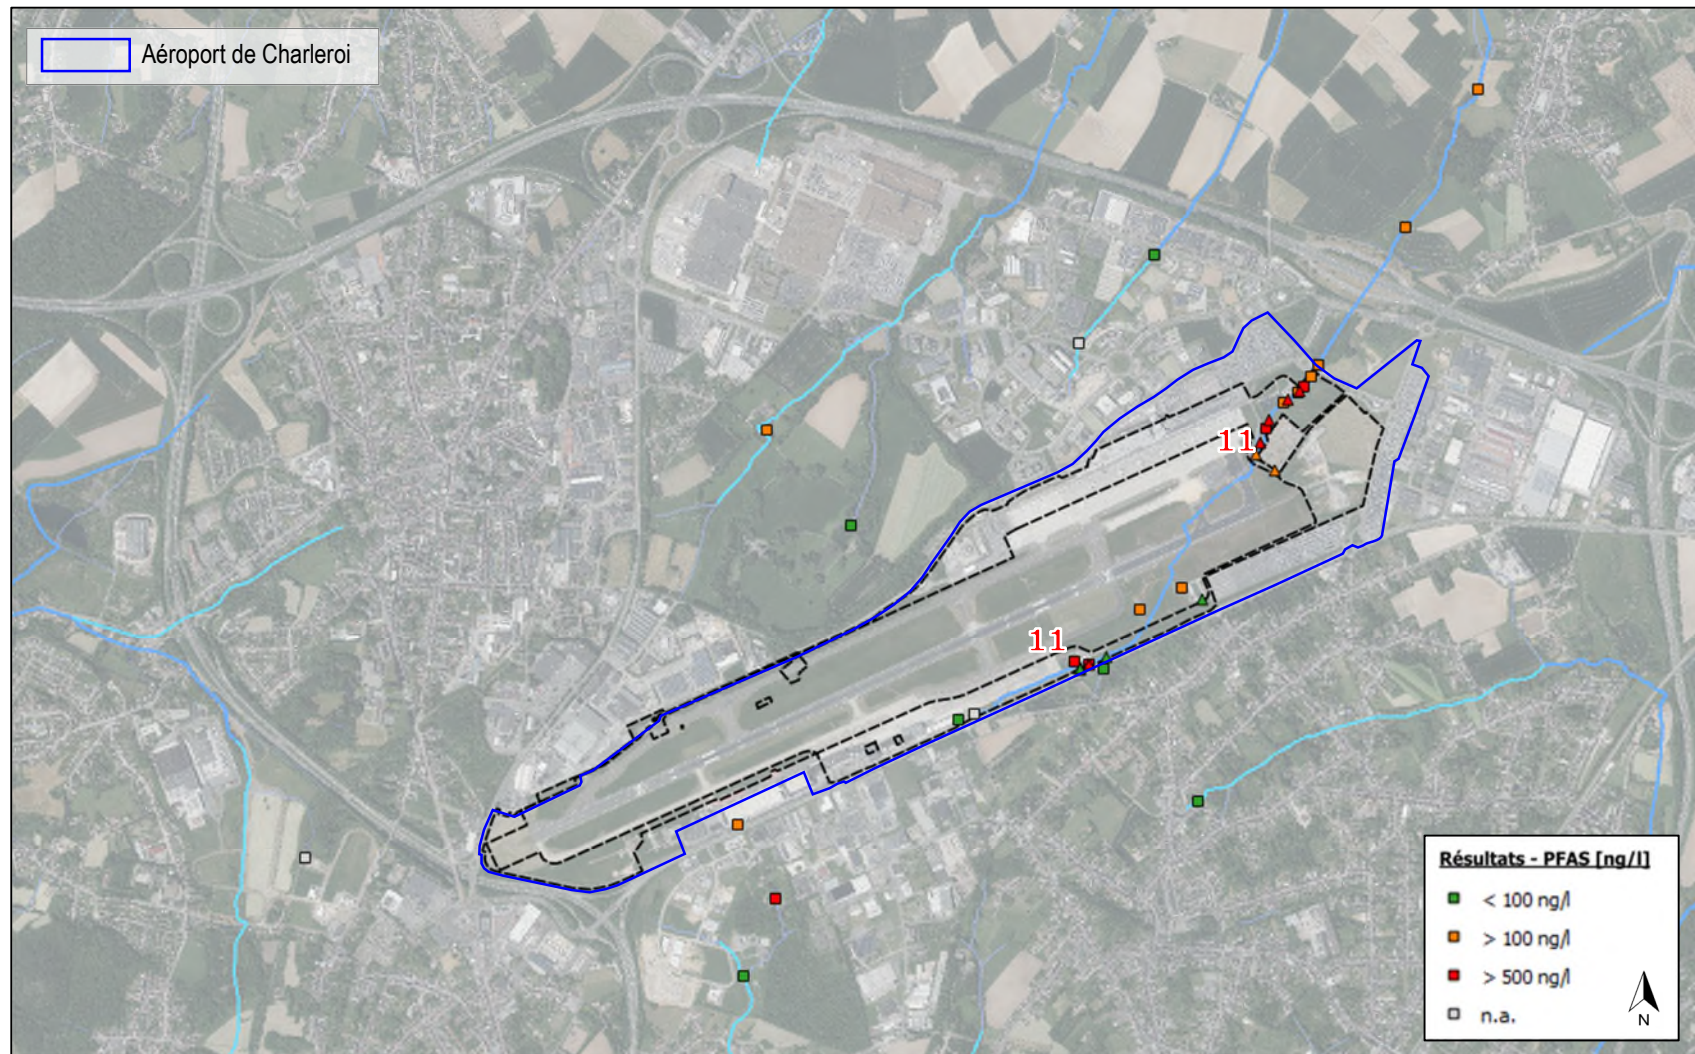 Aéroport de Charleroi
11
11
Résultats - PFAS [ng/l]
< 100 ng/l
> 100 ng/l
> 500 ng/l
n.a.
N